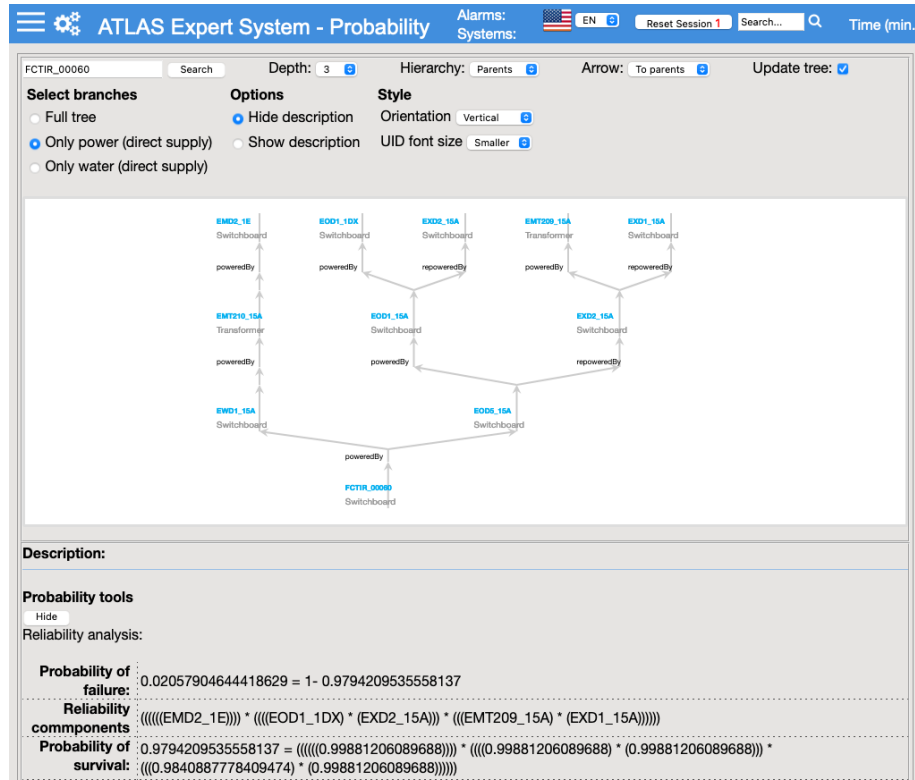 ATLAS Expert System - Probability
Alarms:
Systems:
EN
Reset Session 1
Search...
Time (min.
FCTIR_00060
Search
Depth: 3
Hierarchy: Parents
Arrow: To parents
Update tree:
Select branches
Options
Style
Full tree
Hide description
Orientation Vertical
Only power (direct supply)
Show description
UID font size Smaller
Only water (direct supply)
EMD2_1E EOD1_1DX EXD2_15A EMT209_15A EXD1_15A
Switchboard Switchboard Switchboard Transformer Switchboard
poweredBy poweredBy repoweredBy poweredBy repoweredBy
EMT210_15A EOD1_15A EXD2_15A
Transformer Switchboard Switchboard
poweredBy poweredBy repoweredBy
EWD1_15A EOD5_15A
Switchboard Switchboard
poweredBy
FCTIR_00060
Switchboard
Description:
Probability tools
Hide
Reliability analysis:
Probability of failure: 0.02057904644418629 = 1- 0.9794209535558137
Reliability commponents ((((((EMD2_1E)))) * ((((EOD1_1DX) * (EXD2_15A))) * (((EMT209_15A) * (EXD1_15A))))))
Probability of survival: 0.9794209535558137 = ((((((0.99881206089688)))) * ((((0.99881206089688) * (0.99881206089688))) *
(((0.9840887778409474) * (0.99881206089688))))))